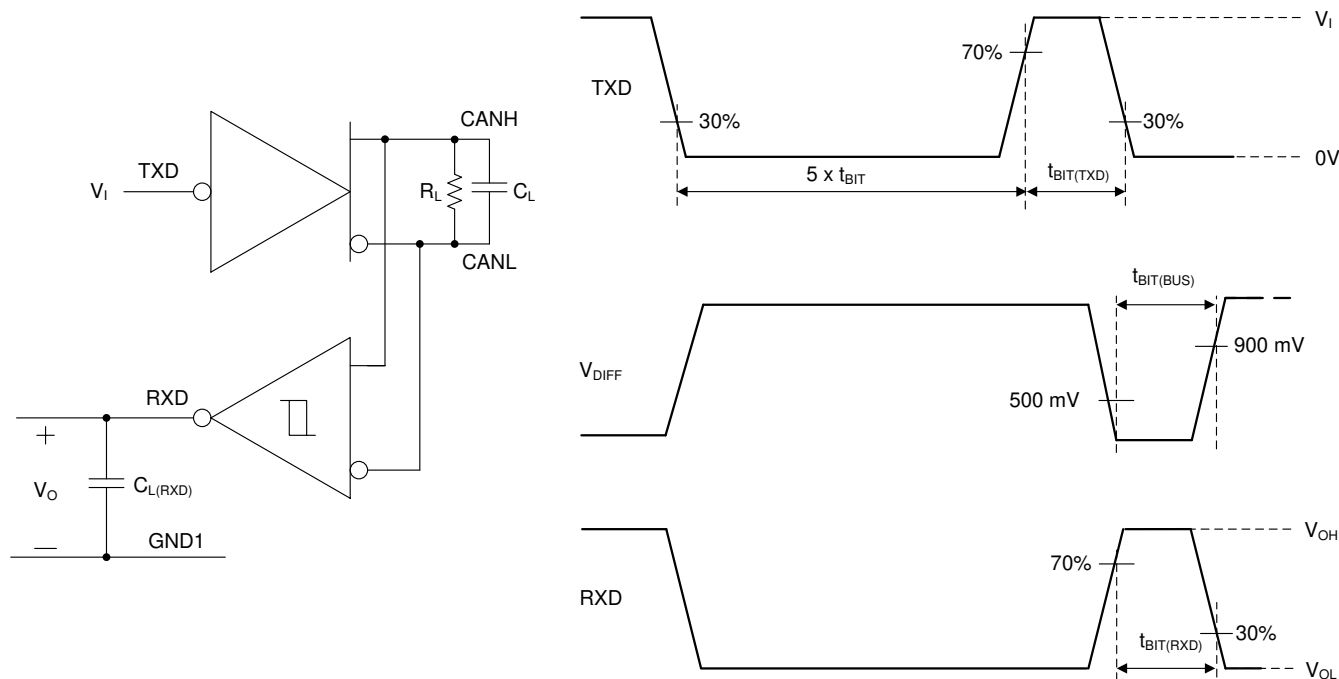 TXD
V_I
CANH
R_L
C_L
CANL
RXD
+
V_O
—
C_L(RXD)
GND1
TXD
70%
30%
30%
V_I
0V
5 x t_BIT
t_BIT(TXD)
V_DIFF
t_BIT(BUS)
500 mV
900 mV
RXD
70%
30%
t_BIT(RXD)
V_OH
V_OL